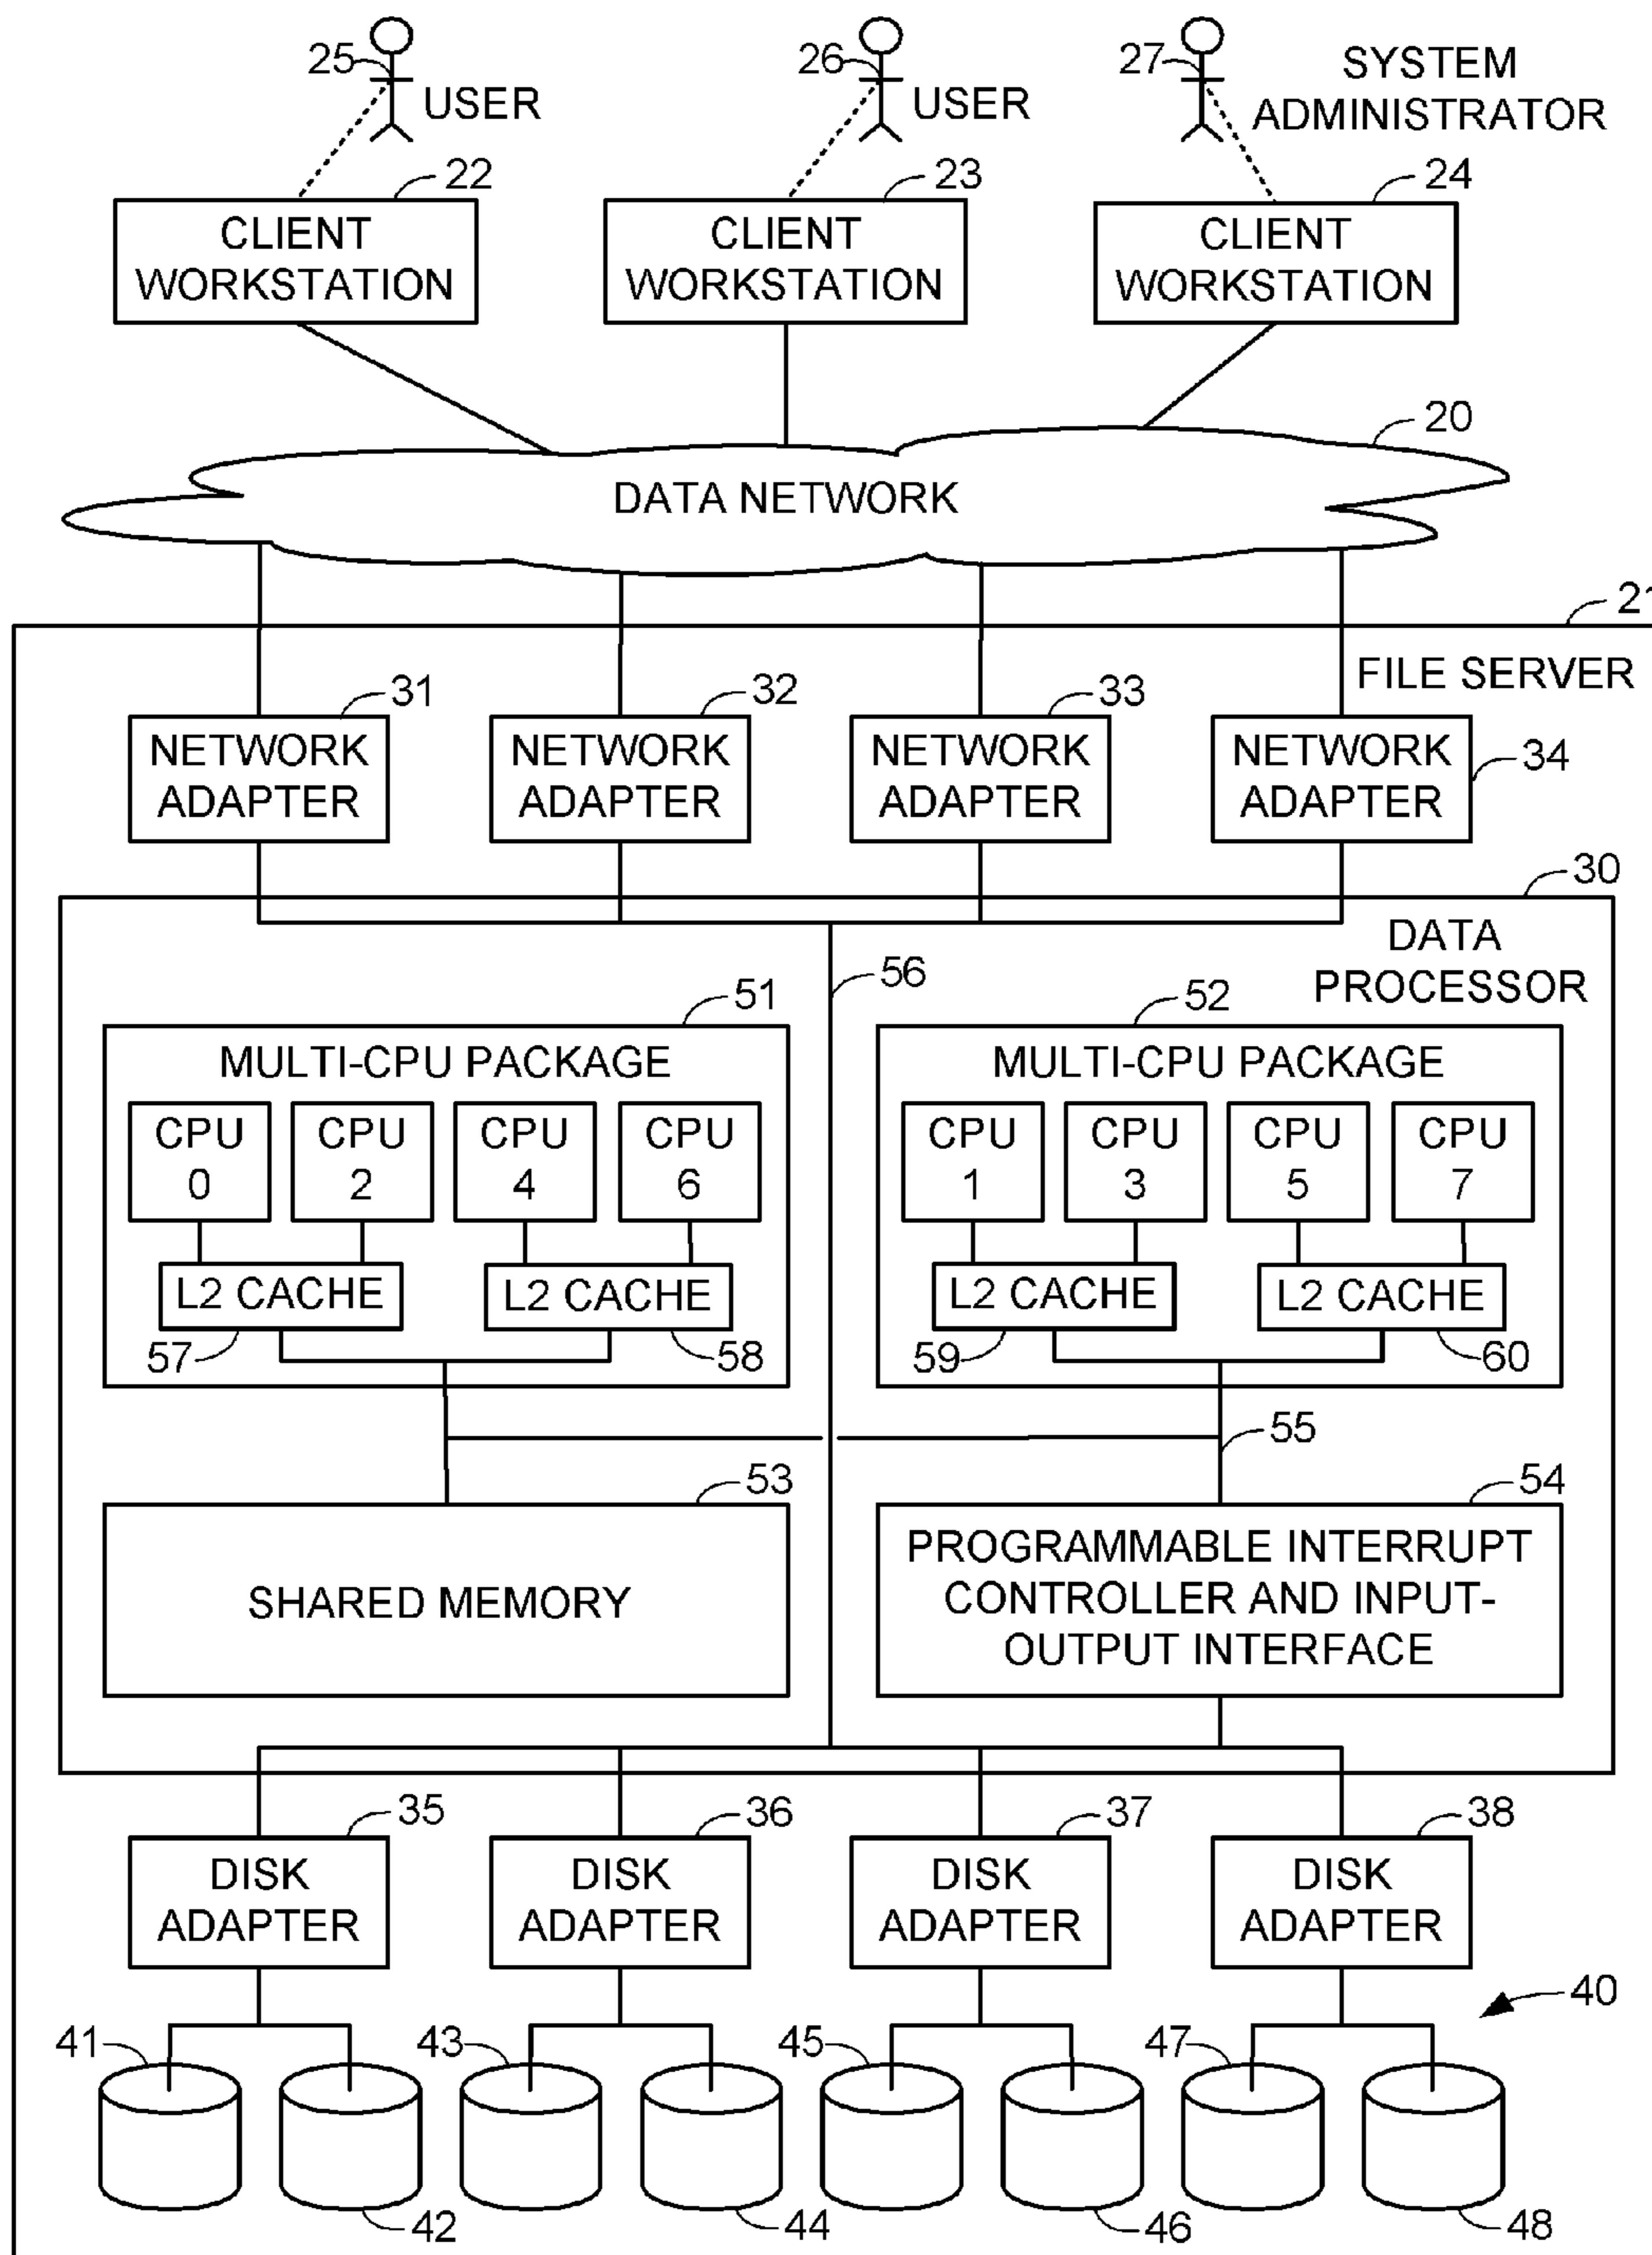 25
USER
26
USER
27
SYSTEM
ADMINISTRATOR
22
CLIENT
WORKSTATION
23
CLIENT
WORKSTATION
24
CLIENT
WORKSTATION
20
DATA NETWORK
21
FILE SERVER
31
NETWORK
ADAPTER
32
NETWORK
ADAPTER
33
NETWORK
ADAPTER
34
NETWORK
ADAPTER
30
DATA
PROCESSOR
56
51
MULTI-CPU PACKAGE
CPU
0
CPU
2
CPU
4
CPU
6
L2 CACHE
L2 CACHE
57
58
52
MULTI-CPU PACKAGE
CPU
1
CPU
3
CPU
5
CPU
7
L2 CACHE
L2 CACHE
59
60
55
53
SHARED MEMORY
54
PROGRAMMABLE INTERRUPT
CONTROLLER AND INPUT-
OUTPUT INTERFACE
35
DISK
ADAPTER
36
DISK
ADAPTER
37
DISK
ADAPTER
38
DISK
ADAPTER
40
41
43
45
47
42
44
46
48